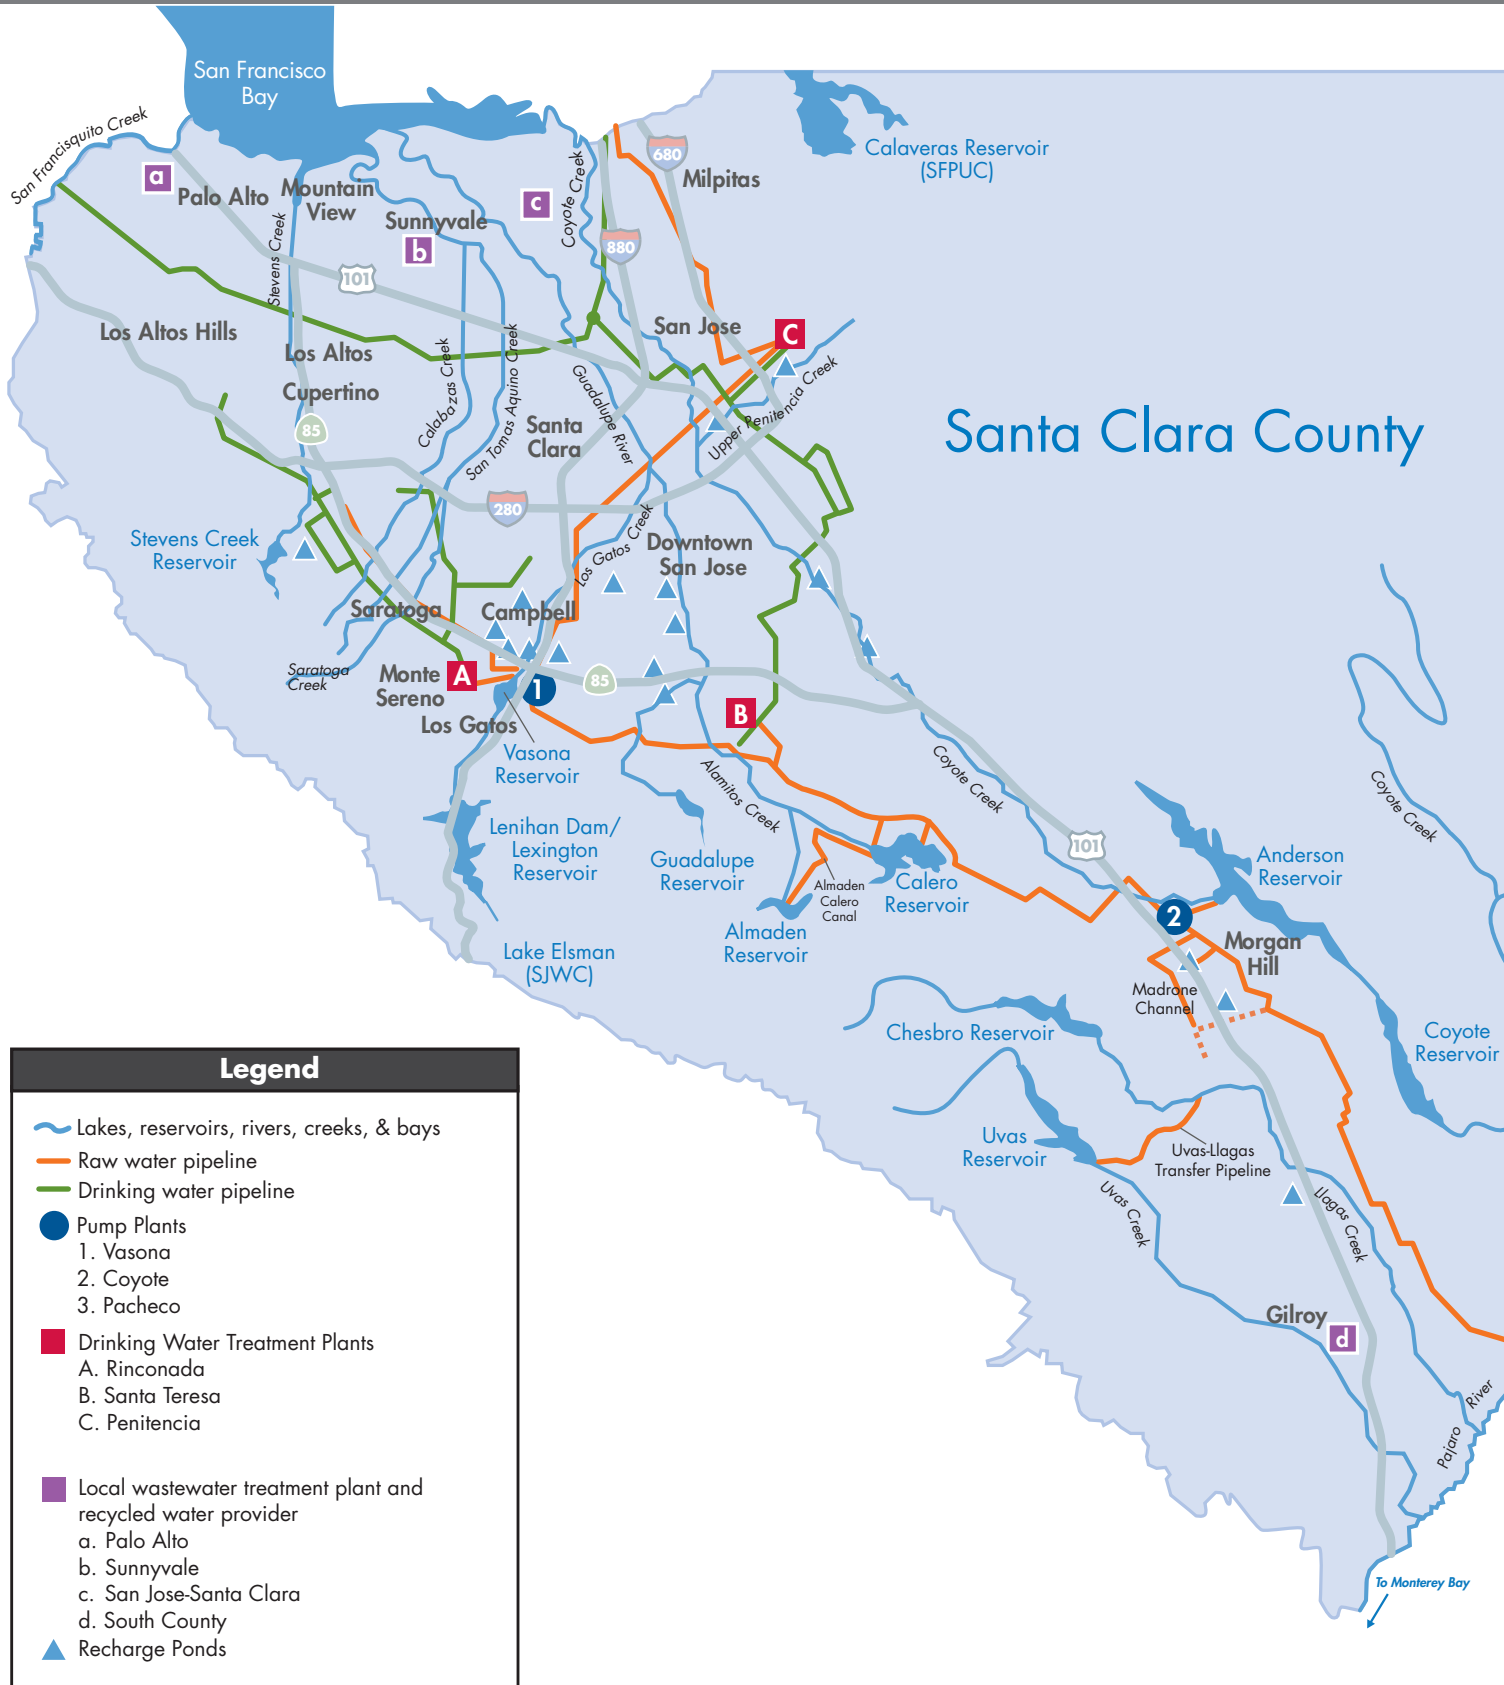 San Francisco
Bay
San Francisquito Creek
a
Palo Alto
Mountain
View
Sunnyvale
b
c
Coyote Creek
680
Milpitas
Calaveras Reservoir
(SFPUC)
880
Stevens Creek
101
Los Altos Hills
Los Altos
Cupertino
85
Calabazas Creek
San Tomas Aquino Creek
Guadalupe River
Santa
Clara
San Jose
C
Upper Penitencia Creek
Santa Clara County
280
Stevens Creek
Reservoir
Los Gatos Creek
Downtown
San Jose
Saratoga
Campbell
Saratoga
Creek
Monte
Sereno
A
1
85
B
Los Gatos
Vasona
Reservoir
Alamitos Creek
Coyote Creek
Coyote Creek
Lenihan Dam/
Lexington
Reservoir
Guadalupe
Reservoir
Almaden
Calero
Canal
Calero
Reservoir
101
Anderson
Reservoir
2
Almaden
Reservoir
Lake Elsman
(SJWC)
Morgan
Hill
Madrone
Channel
Chesbro Reservoir
Coyote
Reservoir
Uvas
Reservoir
Uvas-Llagas
Transfer Pipeline
Uvas Creek
Llagas Creek
Gilroy
d
Pajaro River
To Monterey Bay
Legend
Lakes, reservoirs, rivers, creeks, & bays
Raw water pipeline
Drinking water pipeline
Pump Plants
1. Vasona
2. Coyote
3. Pacheco
Drinking Water Treatment Plants
A. Rinconada
B. Santa Teresa
C. Penitencia
Local wastewater treatment plant and
recycled water provider
a. Palo Alto
b. Sunnyvale
c. San Jose-Santa Clara
d. South County
Recharge Ponds